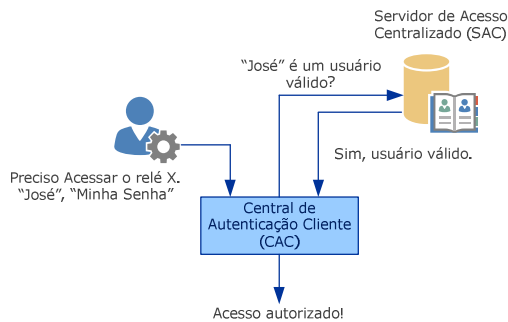 Servidor de Acesso
Centralizado (SAC)
“José” é um usuário
válido?
Sim, usuário válido.
Preciso Acessar o relé X.
“José”, “Minha Senha”
Central de
Autenticação Cliente
(CAC)
Acesso autorizado!